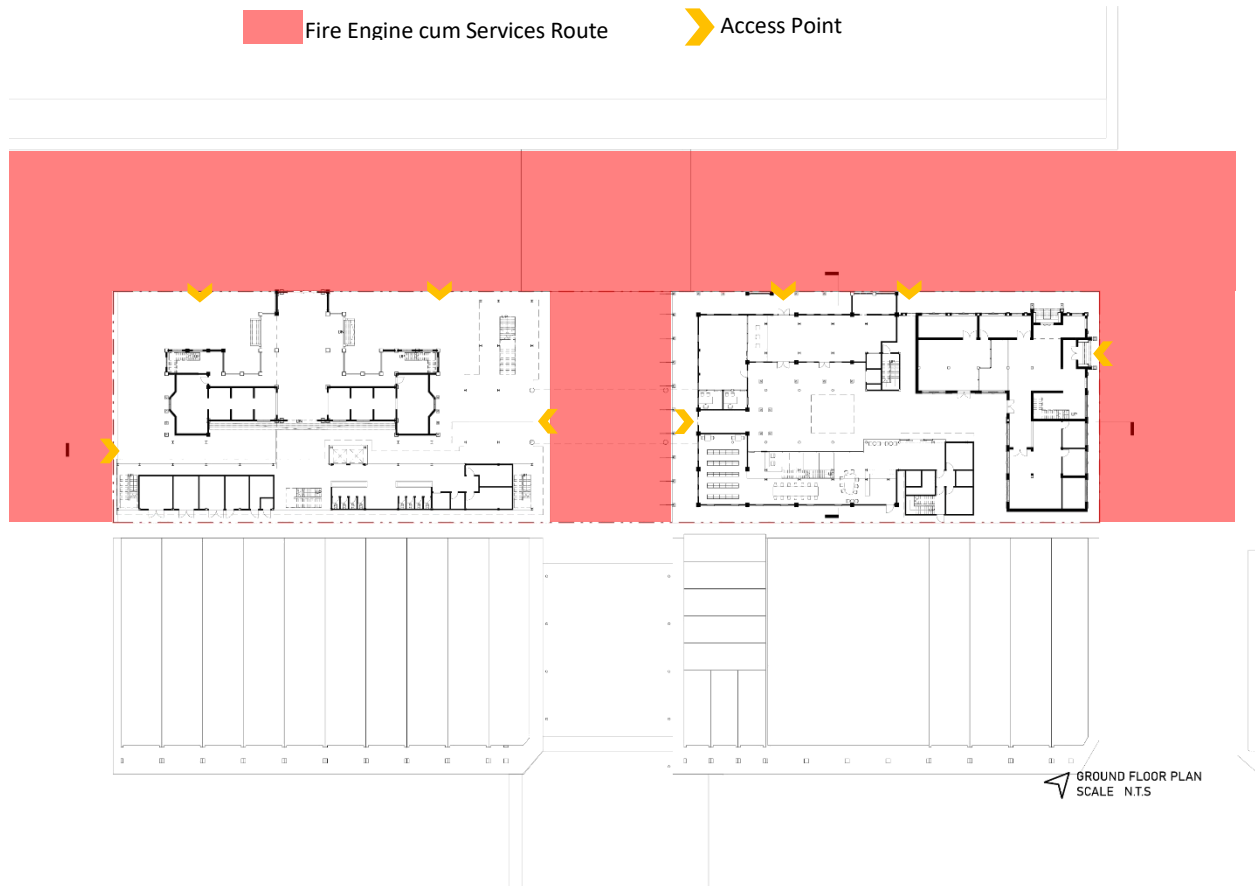 Fire Engine cum Services Route
Access Point
GROUND FLOOR PLAN
SCALE N.T.S